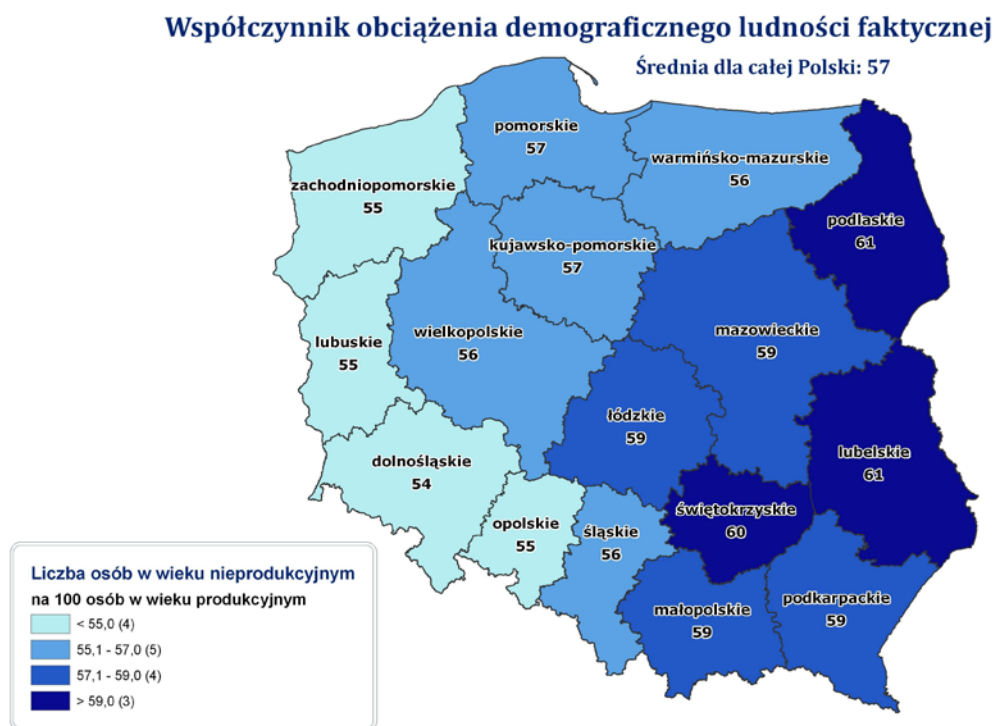 Współczynnik obciążenia demograficznego ludności faktycznej
Średnia dla całej Polski: 57
pomorskie
57
warmińsko-mazurskie
56
zachodniopomorskie
55
podlaskie
61
kujawsko-pomorskie
57
mazowieckie
59
wielkopolskie
56
lubuskie
55
łódzkie
59
lubelskie
61
dolnośląskie
54
świętokrzyskie
60
opolskie
55
śląskie
56
podkarpackie
59
małopolskie
59
Liczba osób w wieku nieprodukcyjnym
na 100 osób w wieku produkcyjnym
< 55,0 (4)
55,1 - 57,0 (5)
57,1 - 59,0 (4)
> 59,0 (3)